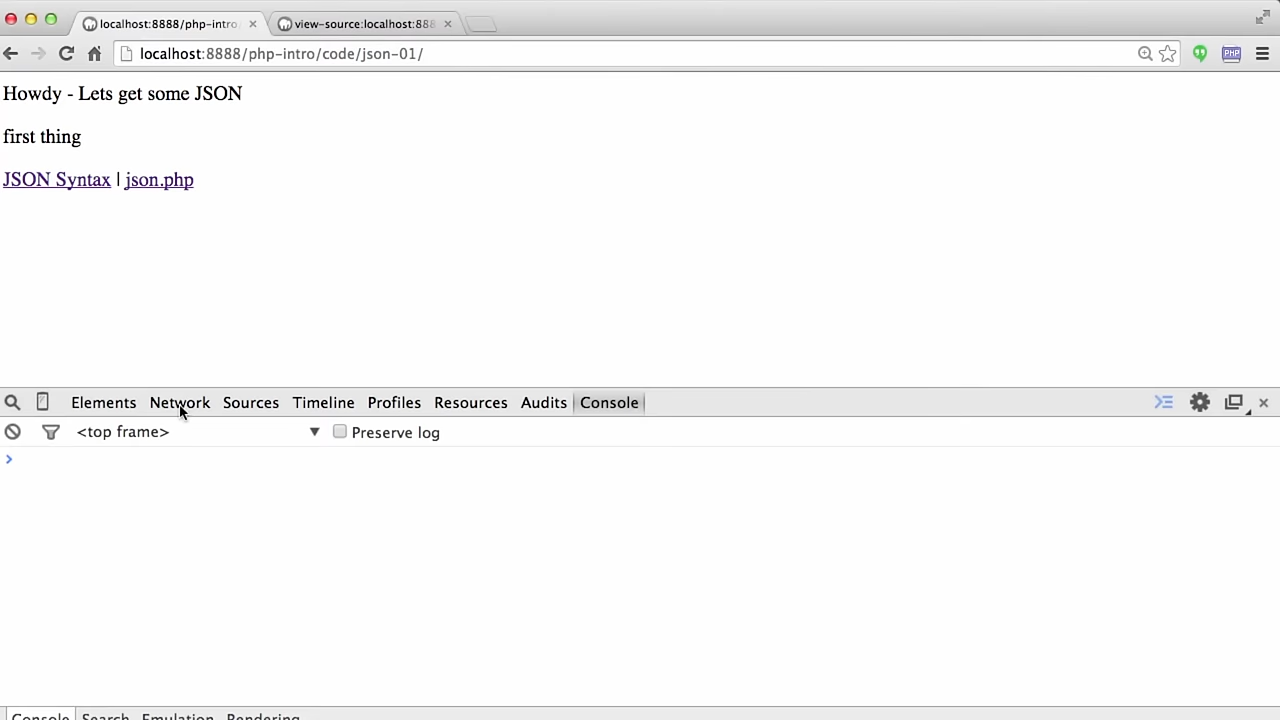 localhost:8888/php-intro
view-source:localhost:888
localhost:8888/php-intro/code/json-01/
PHP
Howdy - Lets get some JSON
first thing
JSON Syntax | json.php
Elements Network Sources Timeline Profiles Resources Audits Console
<top frame> Preserve log
Console Search Emulation Rendering